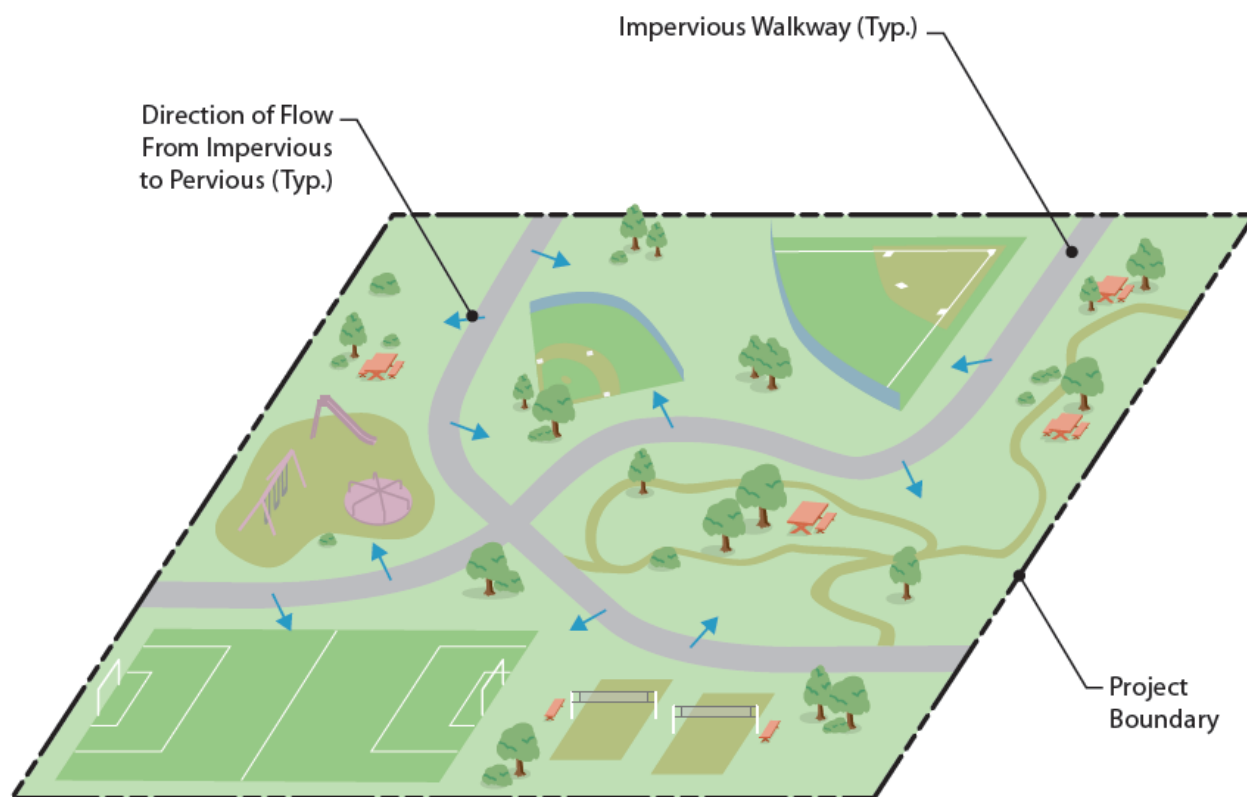 Impervious Walkway (Typ.)
Direction of Flow
From Impervious
to Pervious (Typ.)
Project
Boundary